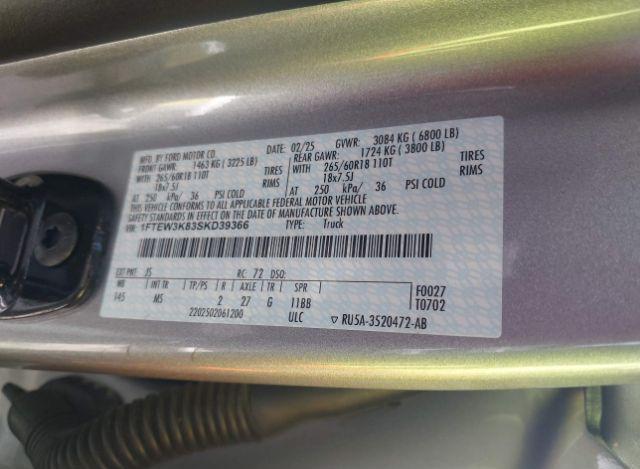 MFD. BY FORD MOTOR CO. 02/25 GVWR: 3084 KG ( 6800 LB)
FRONT GAWR: 1463 KG ( 3225 LB) REAR GAWR: 1724 KG ( 3800 LB)
WITH 265/60R18 110T TIRES WITH 265/60R18 110T TIRES
18x7.5J RIMS 18x7.5J RIMS
AT 250 kPa/ 36 PSI COLD AT 250 kPa/ 36 PSI COLD
THIS VEHICLE CONFORMS TO ALL APPLICABLE FEDERAL MOTOR VEHICLE
SAFETY STANDARDS IN EFFECT ON THE DATE OF MANUFACTURE SHOWN ABOVE.
VIN: 1FTEW3K83SKD39366 TYPE: Truck
EXT PNT: JS RC: 72 DSO:
WB INT TR TP/PS R AXLE TR SPR
145 MS 2 27 G 11BB F0027
2202502061200 ULC T0702
▽ RU5A-3520472-AB